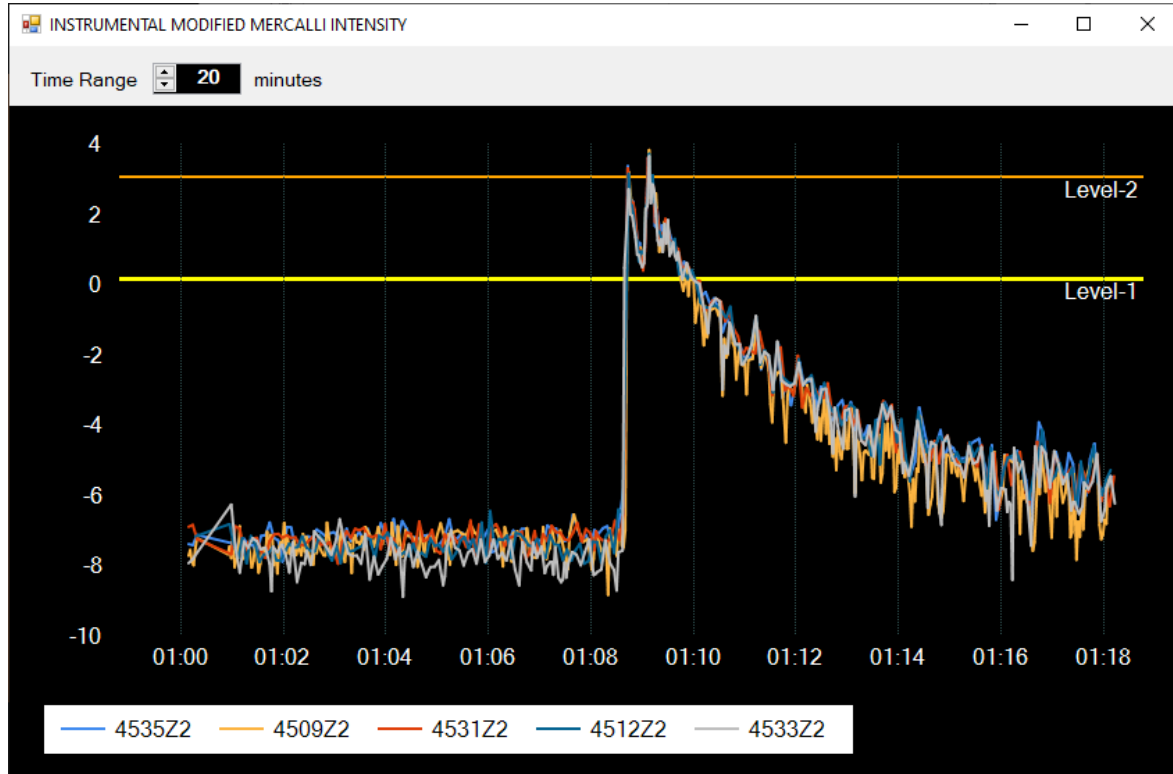 INSTRUMENTAL MODIFIED MERCALLI INTENSITY
Time Range 20 minutes
4
Level-2
2
0
Level-1
-2
-4
-6
-8
-10
01:00 01:02 01:04 01:06 01:08 01:10 01:12 01:14 01:16 01:18
4535Z2 4509Z2 4531Z2 4512Z2 4533Z2